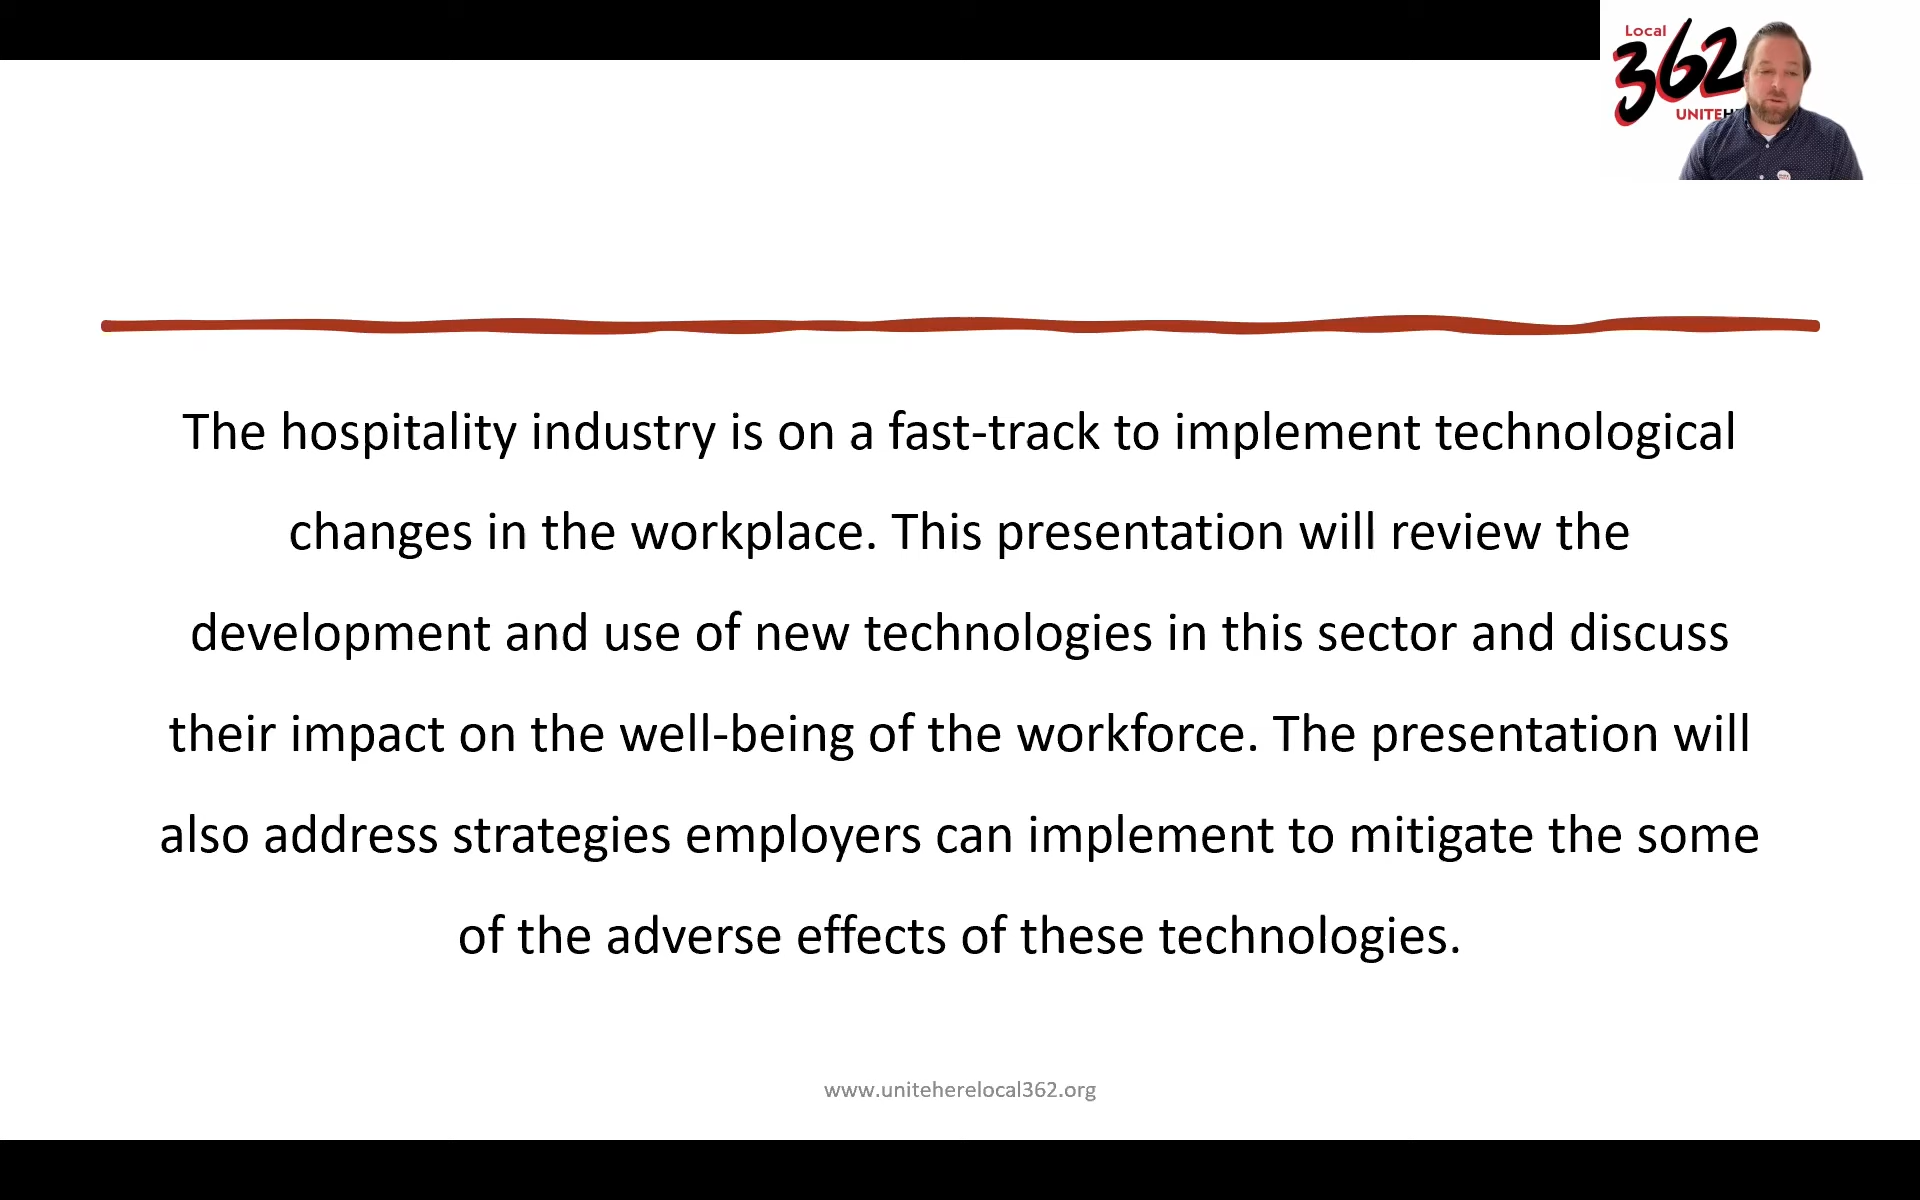 Local
362
UNITEH
The hospitality industry is on a fast-track to implement technological
changes in the workplace. This presentation will review the
development and use of new technologies in this sector and discuss
their impact on the well-being of the workforce. The presentation will
also address strategies employers can implement to mitigate the some
of the adverse effects of these technologies.
www.uniteherelocal362.org